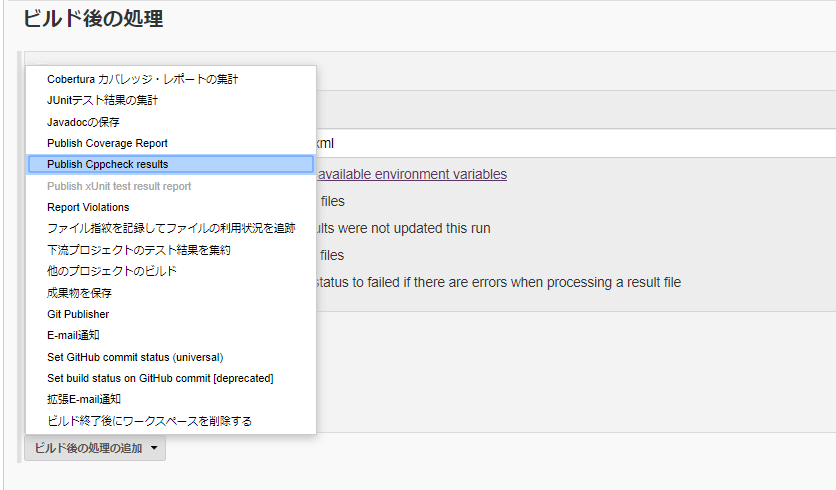 ビルド後の処理
Cobertura カバレッジ・レポートの集計
JUnitテスト結果の集計
Javadocの保存
Publish Coverage Report
xml
Publish Cppcheck results
available environment variables
Publish xUnit test result report
files
Report Violations
ファイル指紋を記録してファイルの利用状況を追跡
ults were not updated this run
下流プロジェクトのテスト結果を集約
files
他のプロジェクトのビルド
status to failed if there are errors when processing a result file
成果物を保存
Git Publisher
E-mail通知
Set GitHub commit status (universal)
Set build status on GitHub commit [deprecated]
拡張E-mail通知
ビルド終了後にワークスペースを削除する
ビルド後の処理の追加